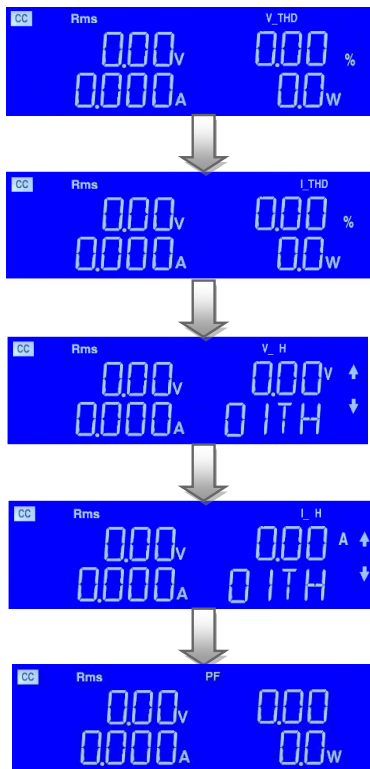 CC Rms V_THD
0.00V 0.00 %
0.000A 0.0W
CC Rms I_THD
0.00V 0.00 %
0.000A 0.0W
CC Rms V_ H
0.00V 0.00V
0.000A 01TH
CC Rms I_ H
0.00V 0.00 A
0.000A 01TH
CC Rms PF
0.00V 0.00
0.000A 0.0W